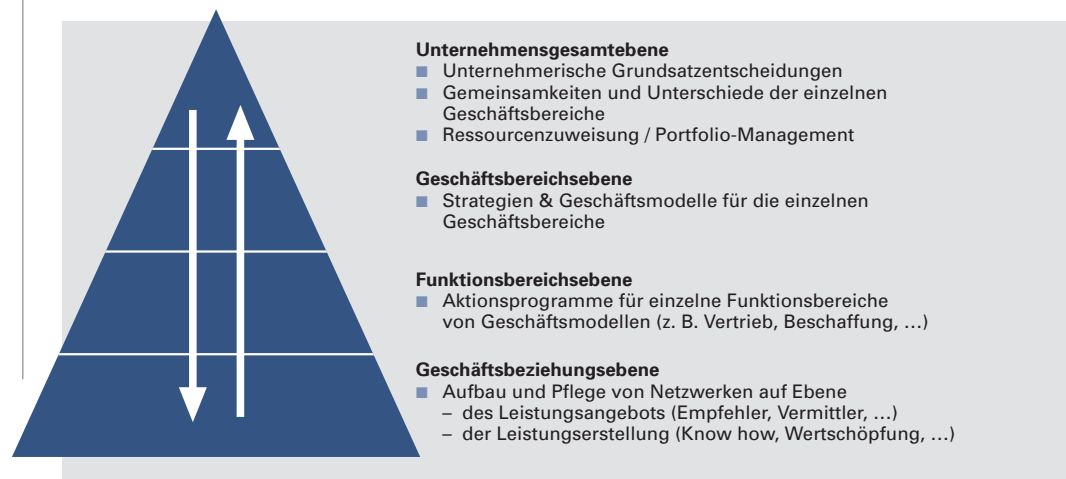 Unternehmensgesamtebene
■ Unternehmerische Grundsatzentscheidungen
■ Gemeinsamkeiten und Unterschiede der einzelnen
Geschäftsbereiche
■ Ressourcenzuweisung / Portfolio-Management
Geschäftsbereichsebene
■ Strategien & Geschäftsmodelle für die einzelnen
Geschäftsbereiche
Funktionsbereichsebene
■ Aktionsprogramme für einzelne Funktionsbereiche
von Geschäftsmodellen (z. B. Vertrieb, Beschaffung, …)
Geschäftsbeziehungsebene
■ Aufbau und Pflege von Netzwerken auf Ebene
– des Leistungsangebots (Empfehler, Vermittler, …)
– der Leistungserstellung (Know how, Wertschöpfung, …)